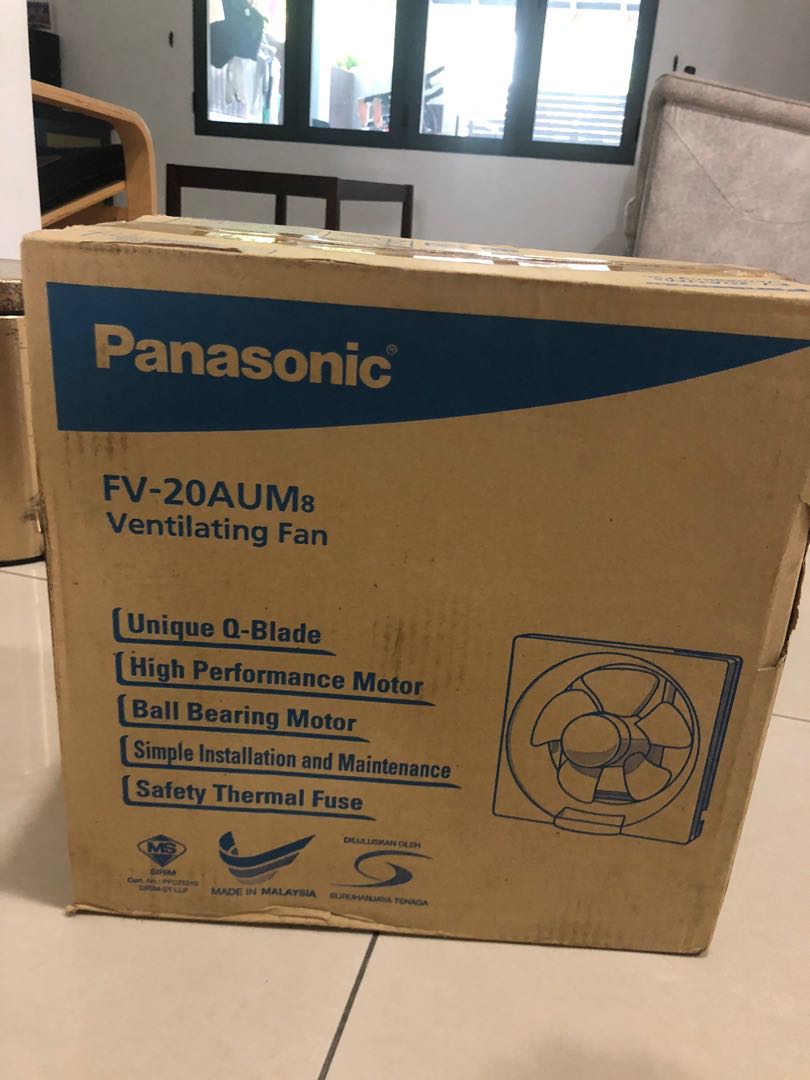 Panasonic®
FV-20AUM8
Ventilating Fan
Unique Q-Blade
High Performance Motor
Ball Bearing Motor
Simple Installation and Maintenance
Safety Thermal Fuse
MS
SIRIM
MADE IN MALAYSIA
DILULUSKAN OLEH
SURUHANJAYA TENAGA